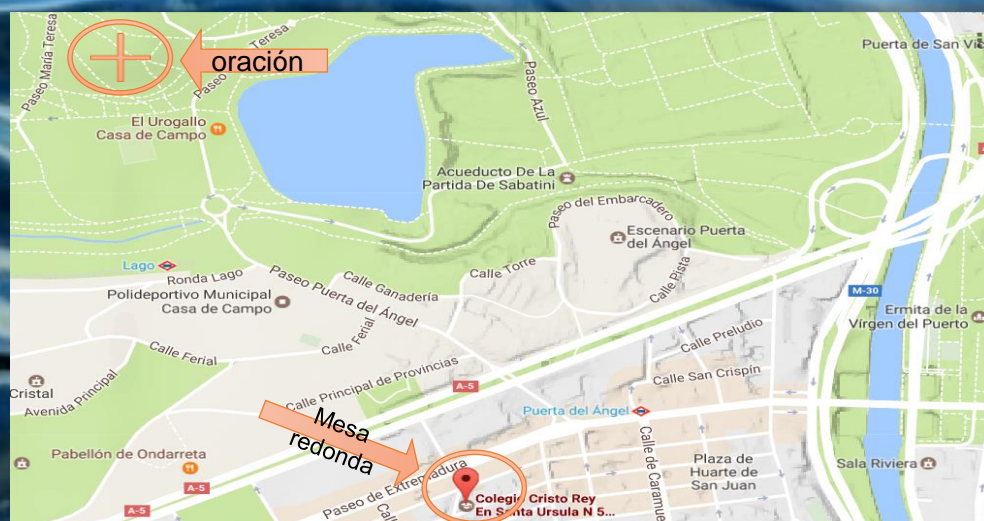 Paseo María Teresa
Paseo Teresa
oración
Puerta de San Vic
El Urogallo
Casa de Campo
Paseo Azul
Acueducto De La
Partida De Sabatini
Paseo del Embarcadero
Escenario Puerta
del Ángel
Lago
Ronda Lago
Paseo Puerta del Ángel
Calle Ganadería
Calle Torre
Calle Pista
Polideportivo Municipal
Casa de Campo
M-30
Ermita de la
Vírgen del Puerto
Calle Ferial
Calle Ferial
Calle Preludio
Calle Principal de Provincias
Calle San Crispín
Cristal
Avenida Principal
A-5
Puerta del Ángel
Mesa
redonda
Pabellón de Ondarreta
Plaza de
Huarte de
San Juan
Sala Riviera
Calle de Caramue
A-5
A-5
Paseo de Extremadura
Colegio Cristo Rey
En Santa Ursula N 5...
Cal